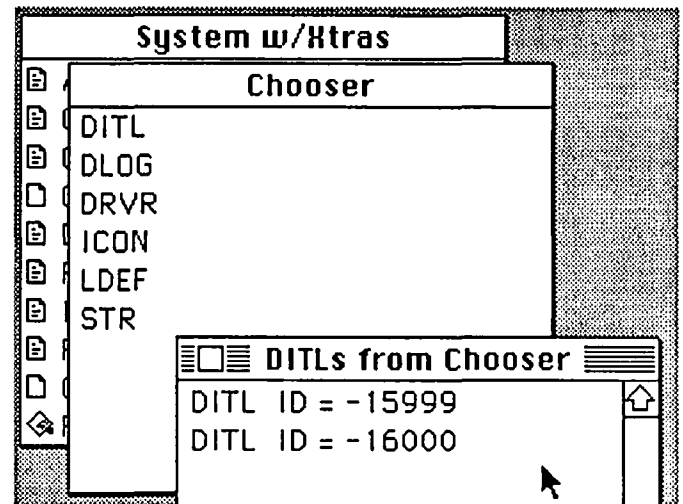 System w/Xtras
Chooser
DITL
DLOG
DRVR
ICON
LDEF
STR
DITLs from Chooser
DITL ID = -15999
DITL ID = -16000